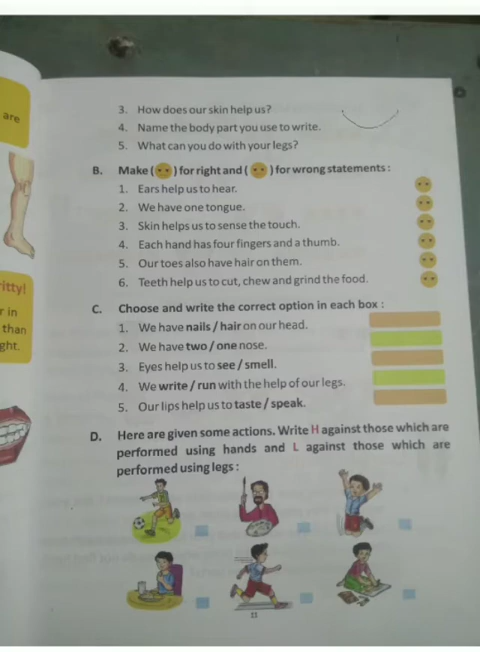 are
itty!
r in
than
ght.
3. How does our skin help us?
4. Name the body part you use to write.
5. What can you do with your legs?
B. Make ( ) for right and ( ) for wrong statements :
1. Ears help us to hear.
2. We have one tongue.
3. Skin helps us to sense the touch.
4. Each hand has four fingers and a thumb.
5. Our toes also have hair on them.
6. Teeth help us to cut, chew and grind the food.
C. Choose and write the correct option in each box :
1. We have nails / hair on our head.
2. We have two / one nose.
3. Eyes help us to see / smell.
4. We write / run with the help of our legs.
5. Our lips help us to taste / speak.
D. Here are given some actions. Write H against those which are
performed using hands and L against those which are
performed using legs :
11